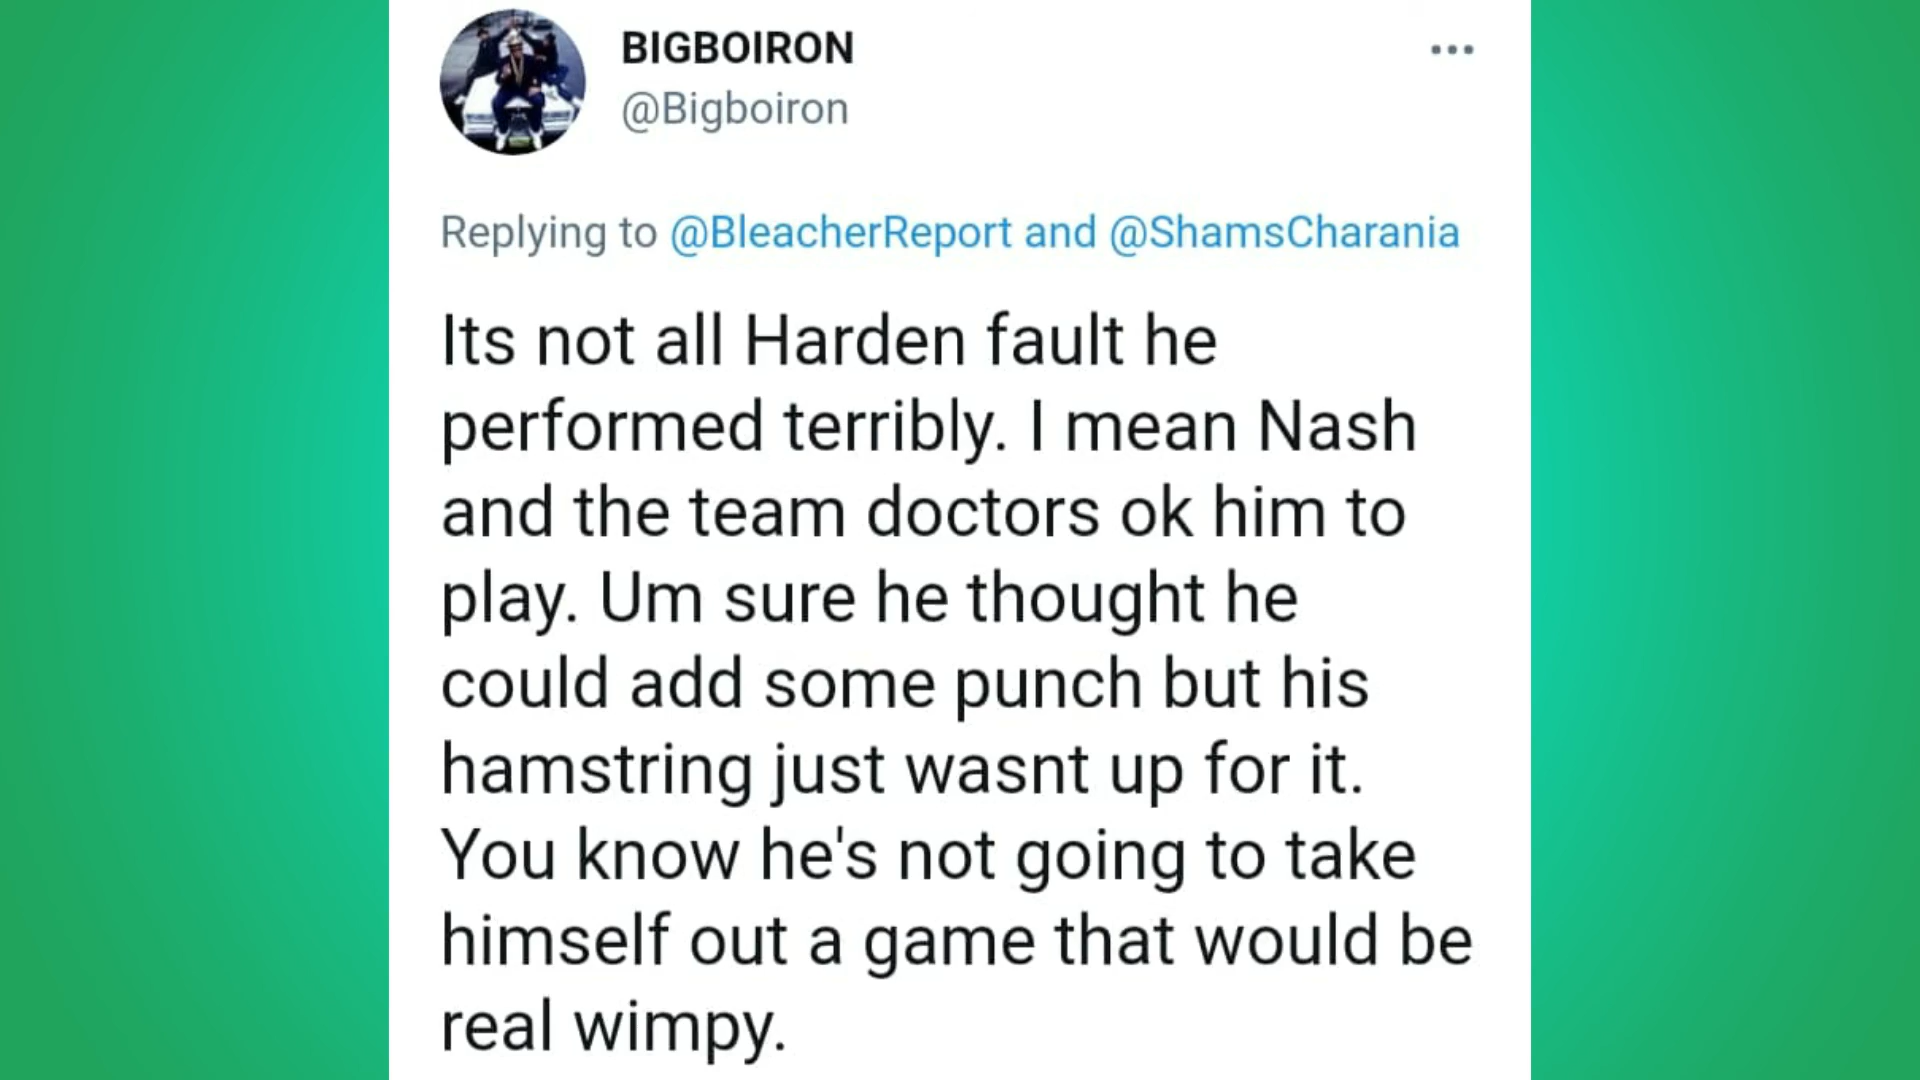 BIGBOIRON
@Bigboiron
Replying to @BleacherReport and @ShamsCharania
Its not all Harden fault he
performed terribly. I mean Nash
and the team doctors ok him to
play. Um sure he thought he
could add some punch but his
hamstring just wasnt up for it.
You know he's not going to take
himself out a game that would be
real wimpy.